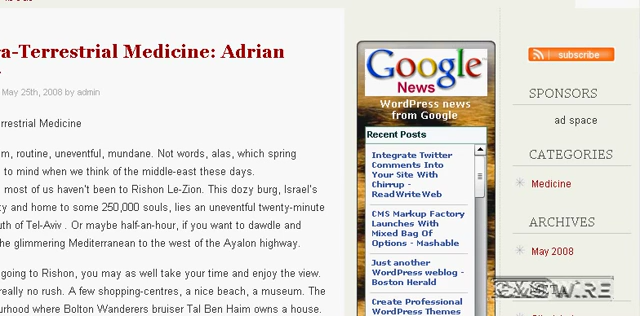 a-Terrestrial Medicine: Adrian
May 25th, 2008 by admin
rrestrial Medicine
m, routine, uneventful, mundane. Not words, alas, which spring
to mind when we think of the middle-east these days.
most of us haven't been to Rishon Le-Zion. This dozy burg, Israel's
ty and home to some 250,000 souls, lies an uneventful twenty-minute
uth of Tel-Aviv . Or maybe half-an-hour, if you want to dawdle and
he glimmering Mediterranean to the west of the Ayalon highway.
going to Rishon, you may as well take your time and enjoy the view.
really no rush. A few shopping-centres, a nice beach, a museum. The
urhood where Bolton Wanderers bruiser Tal Ben Haim owns a house.
Google
News
WordPress news
from Google
Recent Posts
Integrate Twitter
Comments Into
Your Site With
Chirrup -
ReadWriteWeb
CMS Markup Factory
Launches With
Mixed Bag Of
Options - Mashable
Just another
WordPress weblog -
Boston Herald
Create Professional
WordPress Themes
subscribe
SPONSORS
ad space
CATEGORIES
Medicine
ARCHIVES
May 2008
META